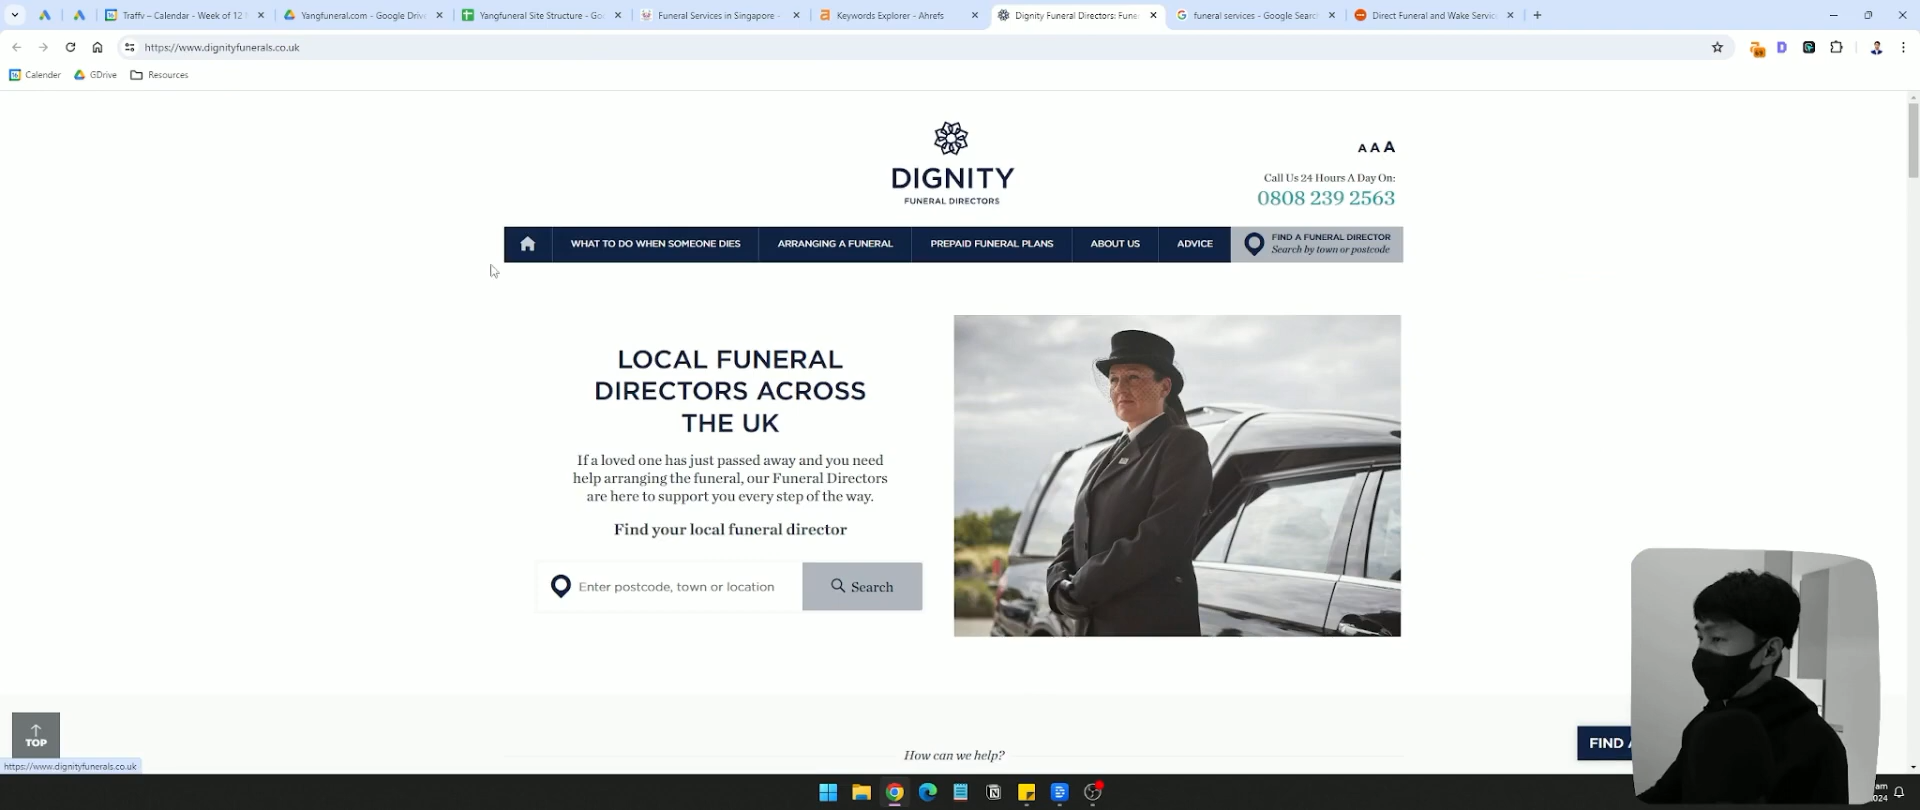 Traffv – Calendar - Week of 12
Yangfuneral.com - Google Driv
Yangfuneral Site Structure - Go
Funeral Services in Singapore -
Keywords Explorer - Ahrefs
Dignity Funeral Directors: Fune
funeral services - Google Searc
Direct Funeral and Wake Servic
https://www.dignityfunerals.co.uk
Calender
GDrive
Resources
DIGNITY
FUNERAL DIRECTORS
A A A
Call Us 24 Hours A Day On:
0808 239 2563
WHAT TO DO WHEN SOMEONE DIES
ARRANGING A FUNERAL
PREPAID FUNERAL PLANS
ABOUT US
ADVICE
FIND A FUNERAL DIRECTOR
Search by town or postcode
LOCAL FUNERAL
DIRECTORS ACROSS
THE UK
If a loved one has just passed away and you need
help arranging the funeral, our Funeral Directors
are here to support you every step of the way.
Find your local funeral director
Enter postcode, town or location
Search
TOP
How can we help?
FIND
https://www.dignityfunerals.co.uk
am
024